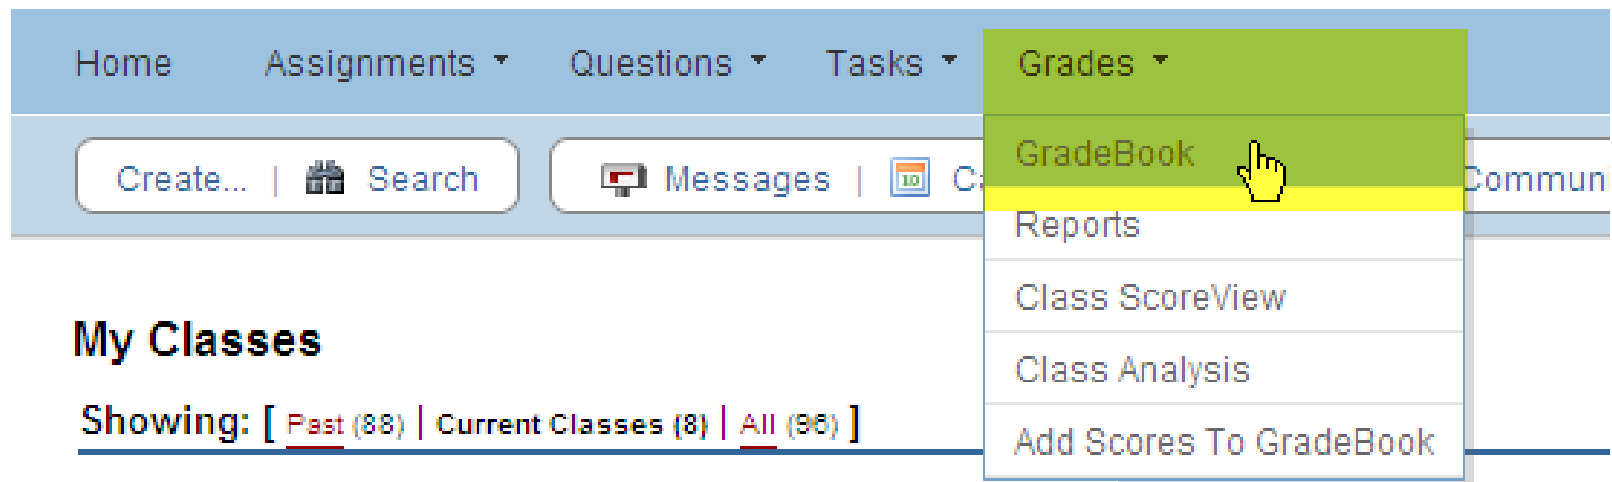 Home Assignments Questions Tasks Grades
Create... | Search Messages | 10
GradeBook
Reports
Class ScoreView
Class Analysis
Add Scores To GradeBook
My Classes
Showing: [ Past (88) | Current Classes (8) | All (96) ]